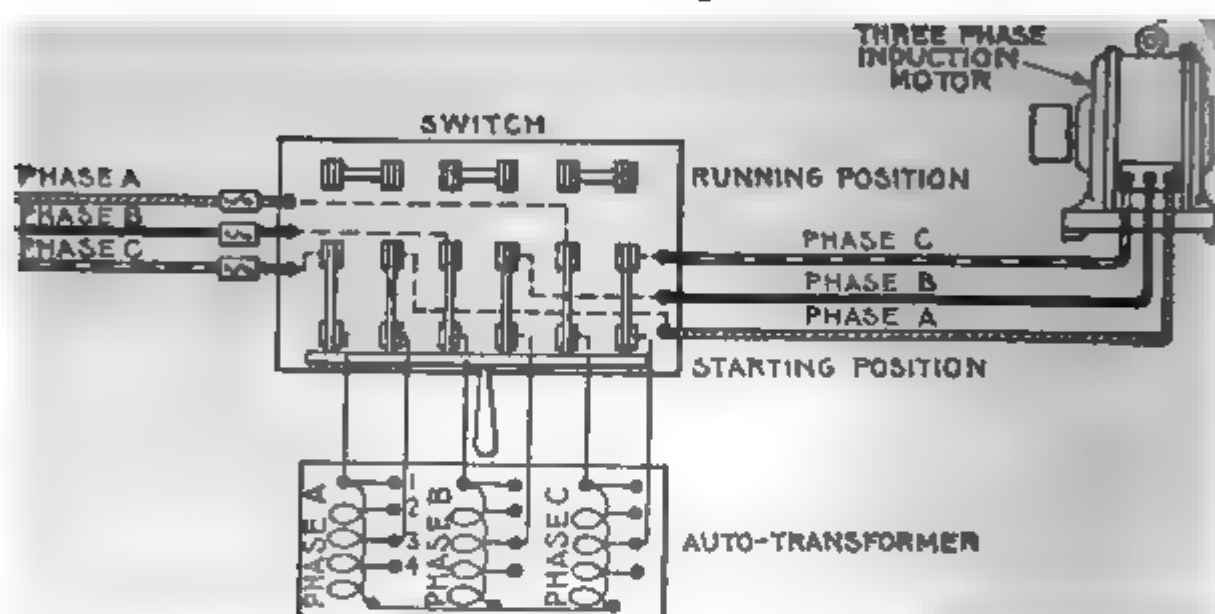 THREE PHASE
INDUCTION
MOTOR
SWITCH
RUNNING POSITION
PHASE A
PHASE B
PHASE C
PHASE C
PHASE B
PHASE A
STARTING POSITION
PHASE A
1
2
3
4
PHASE B
PHASE C
AUTO-TRANSFORMER